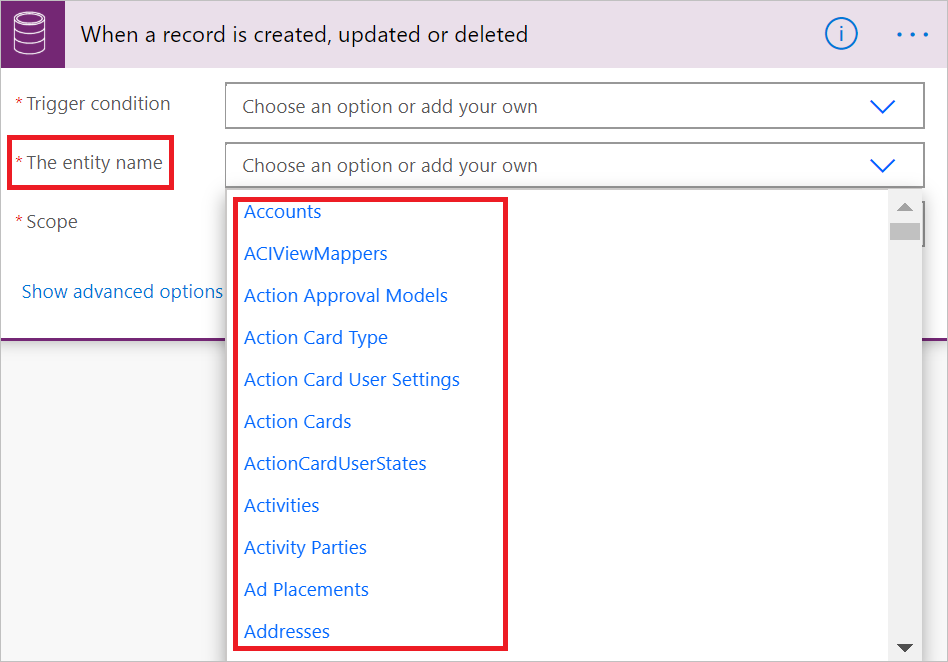 When a record is created, updated or deleted
* Trigger condition
Choose an option or add your own
* The entity name
Choose an option or add your own
* Scope
Show advanced options
Accounts
ACIViewMappers
Action Approval Models
Action Card Type
Action Card User Settings
Action Cards
ActionCardUserStates
Activities
Activity Parties
Ad Placements
Addresses